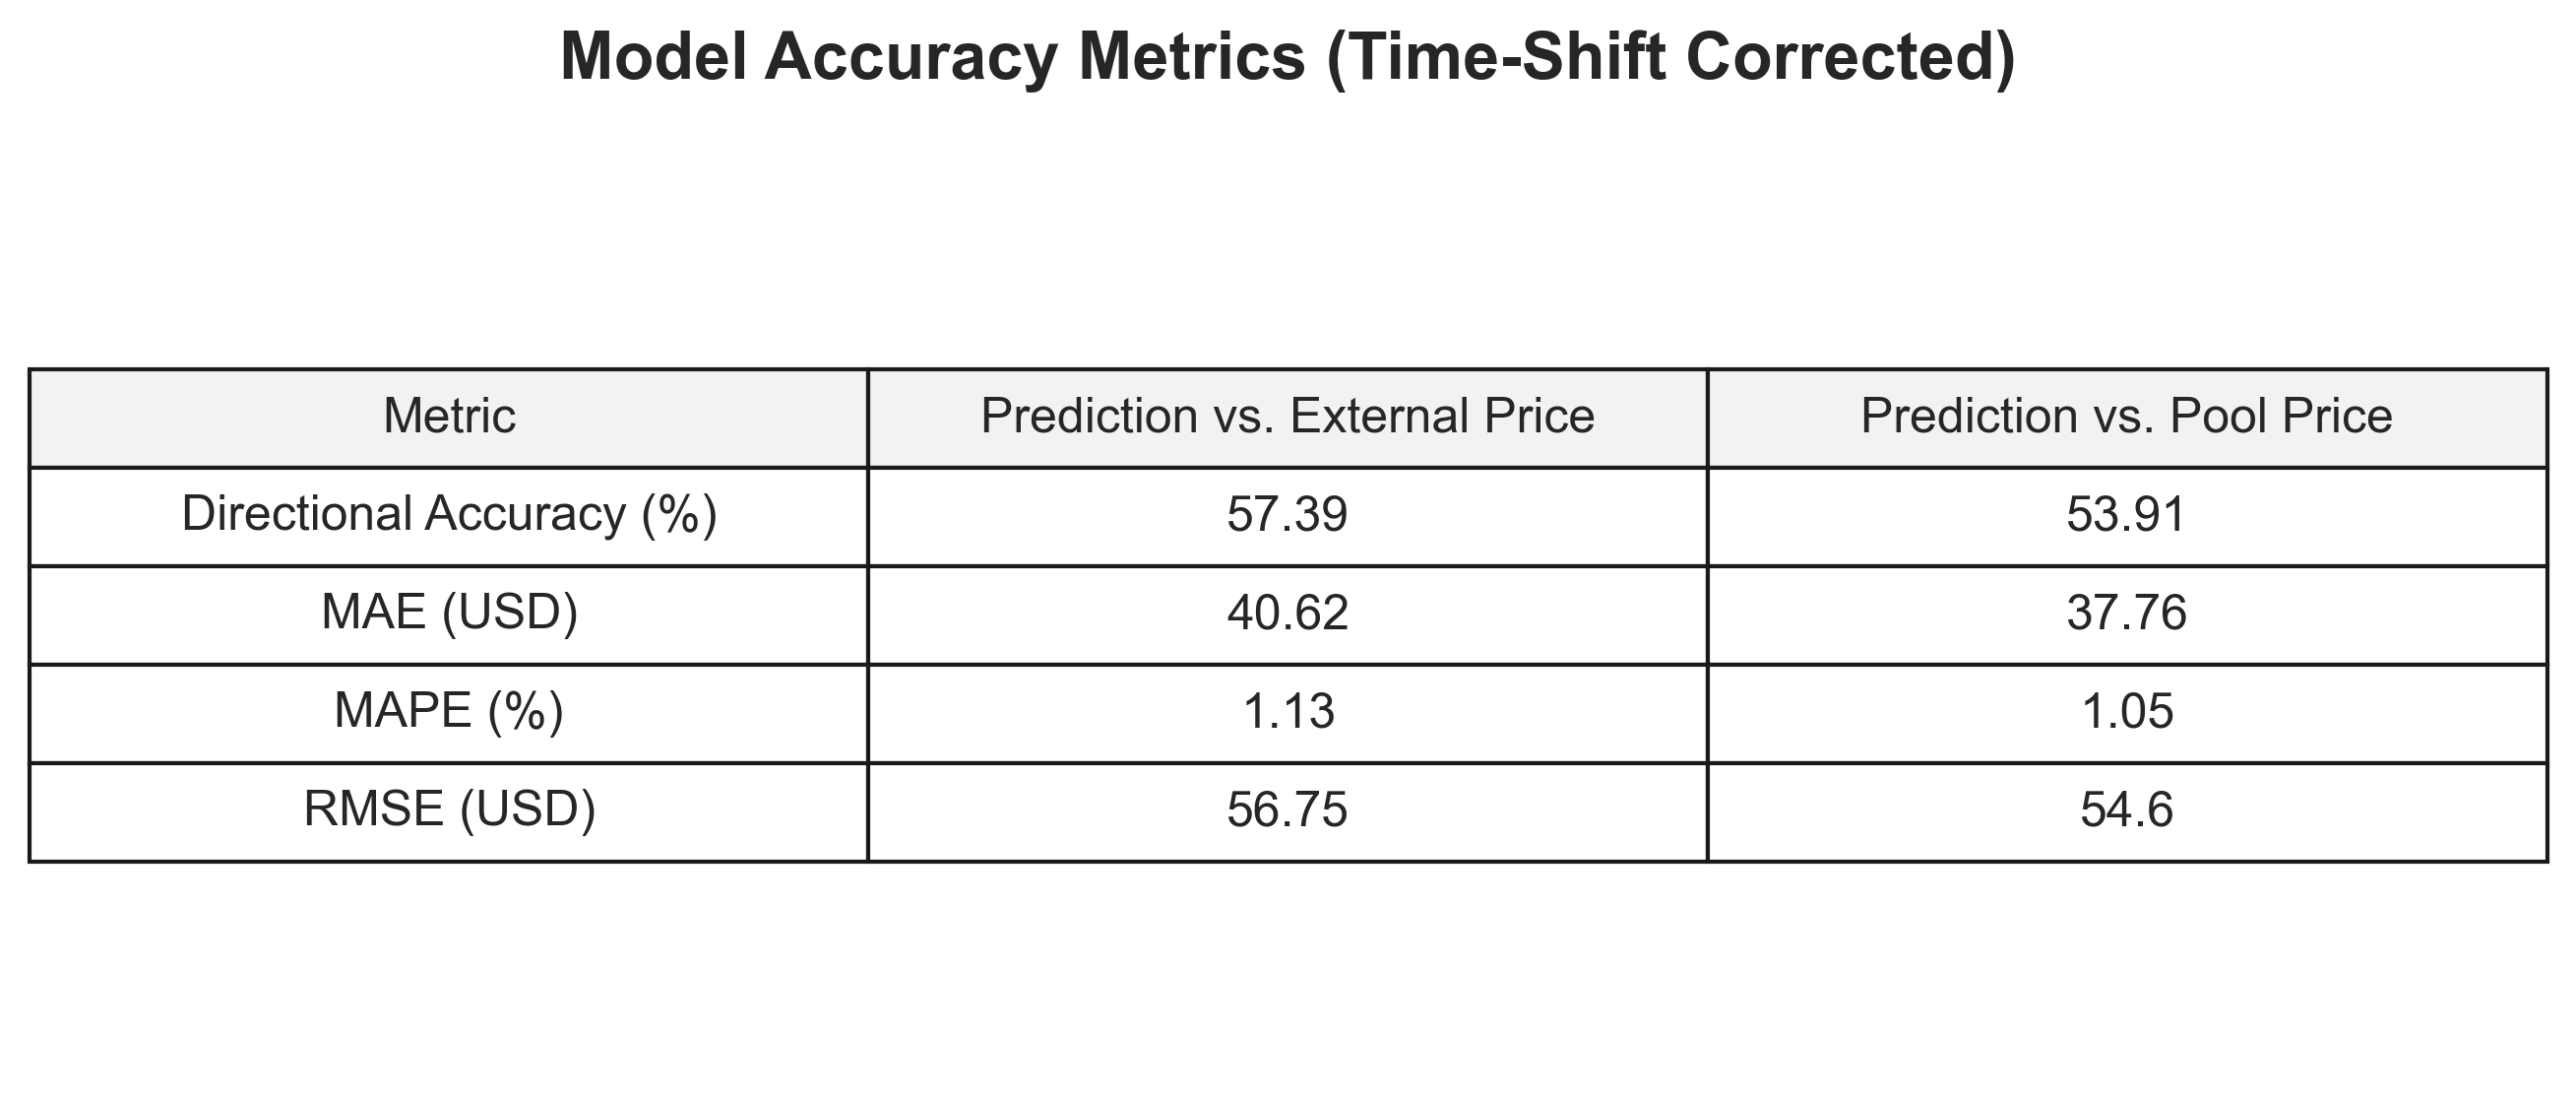 Model Accuracy Metrics (Time-Shift Corrected)
Metric Prediction vs. External Price Prediction vs. Pool Price
Directional Accuracy (%) 57.39 53.91
MAE (USD) 40.62 37.76
MAPE (%) 1.13 1.05
RMSE (USD) 56.75 54.6